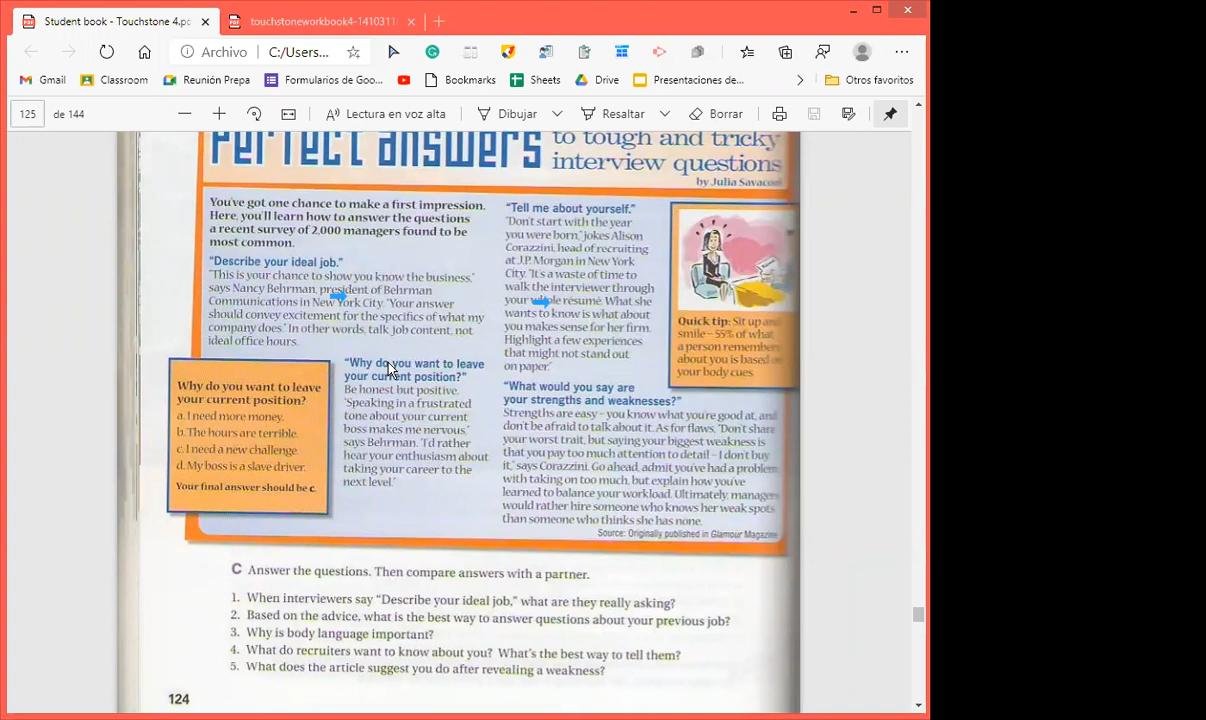 Student book - Touchstone 4.pc
touchstoneworkbook4-1410311
Archivo
C:/Users...
Gmail
Classroom
Reunión Prepa
Formularios de Goo...
Bookmarks
Sheets
Drive
Presentaciones de...
Otros favoritos
125 de 144
Lectura en voz alta
Dibujar
Resaltar
Borrar
Perfect answers
to tough and tricky
interview questions
by Julia
You've got one chance to make a first impression.
Here, you'll learn how to answer the questions
a recent survey of 2,000 managers found to be
most common.
"Describe your ideal job."
"This is your chance to show you know the business,"
says Nancy Behrman, president of Behrman
Communications in New York City. "Your answer
should convey excitement for the specifics of what my
company does." In other words, talk job content, not
ideal office hours.
Why do you want to leave
your current position?
a. I need more money.
b. The hours are terrible.
c. I need a new challenge.
d. My boss is a slave driver.
Your final answer should be c.
"Why do you want to leave
your current position?"
Be honest but positive.
"Speaking in a frustrated
tone about your current
boss makes me nervous,"
says Behrman. "I'd rather
hear your enthusiasm about
taking your career to the
next level."
"Tell me about yourself."
"Don't start with the year
you were born," jokes Alison
Corazzini, head of recruiting
at J.P. Morgan in New York
City. "It's a waste of time to
walk the interviewer through
your whole résumé. What she
wants to know is what about
you makes sense for her firm.
Highlight a few experiences
that might not stand out
on paper."
"What would you say are
your strengths and weaknesses?"
Strengths are easy – you know what you're good at, and
don't be afraid to talk about it. As for flaws, "Don't share
your worst trait, but saying your biggest weakness is
that you pay too much attention to detail – I don't buy
it," says Corazzini. Go ahead, admit you've had a problem
with taking on too much, but explain how you've
learned to balance your workload. Ultimately, managers
would rather hire someone who knows her weak spots
than someone who thinks she has none.
Source: Originally published in Glamour Magazine
Quick tip: Sit up and
smile – 55% of what
a person remembers
about you is based on
your body cues.
C Answer the questions. Then compare answers with a partner.
1. When interviewers say "Describe your ideal job," what are they really asking?
2. Based on the advice, what is the best way to answer questions about your previous job?
3. Why is body language important?
4. What do recruiters want to know about you? What's the best way to tell them?
5. What does the article suggest you do after revealing a weakness?
124